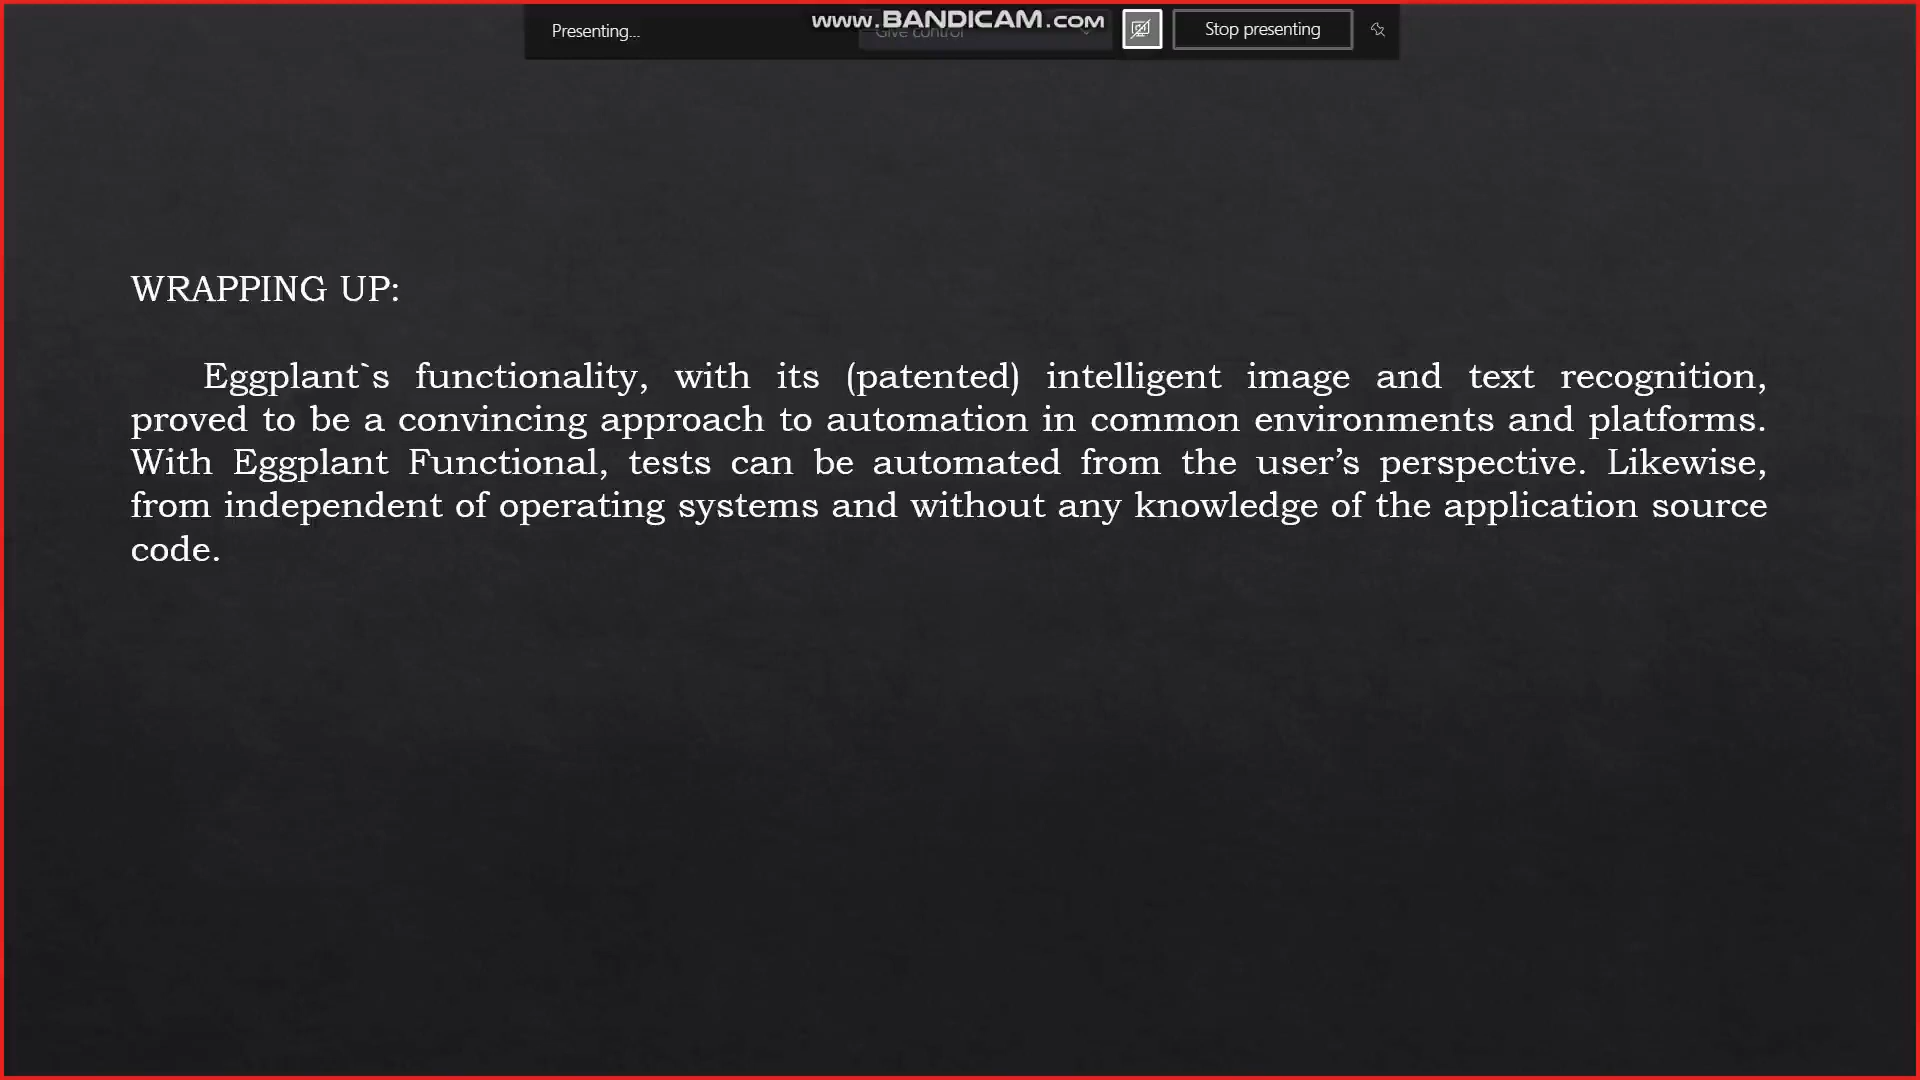 www.BANDICAM.com
Presenting...
Give control
Stop presenting
WRAPPING UP:
Eggplant`s functionality, with its (patented) intelligent image and text recognition,
proved to be a convincing approach to automation in common environments and platforms.
With Eggplant Functional, tests can be automated from the user’s perspective. Likewise,
from independent of operating systems and without any knowledge of the application source
code.